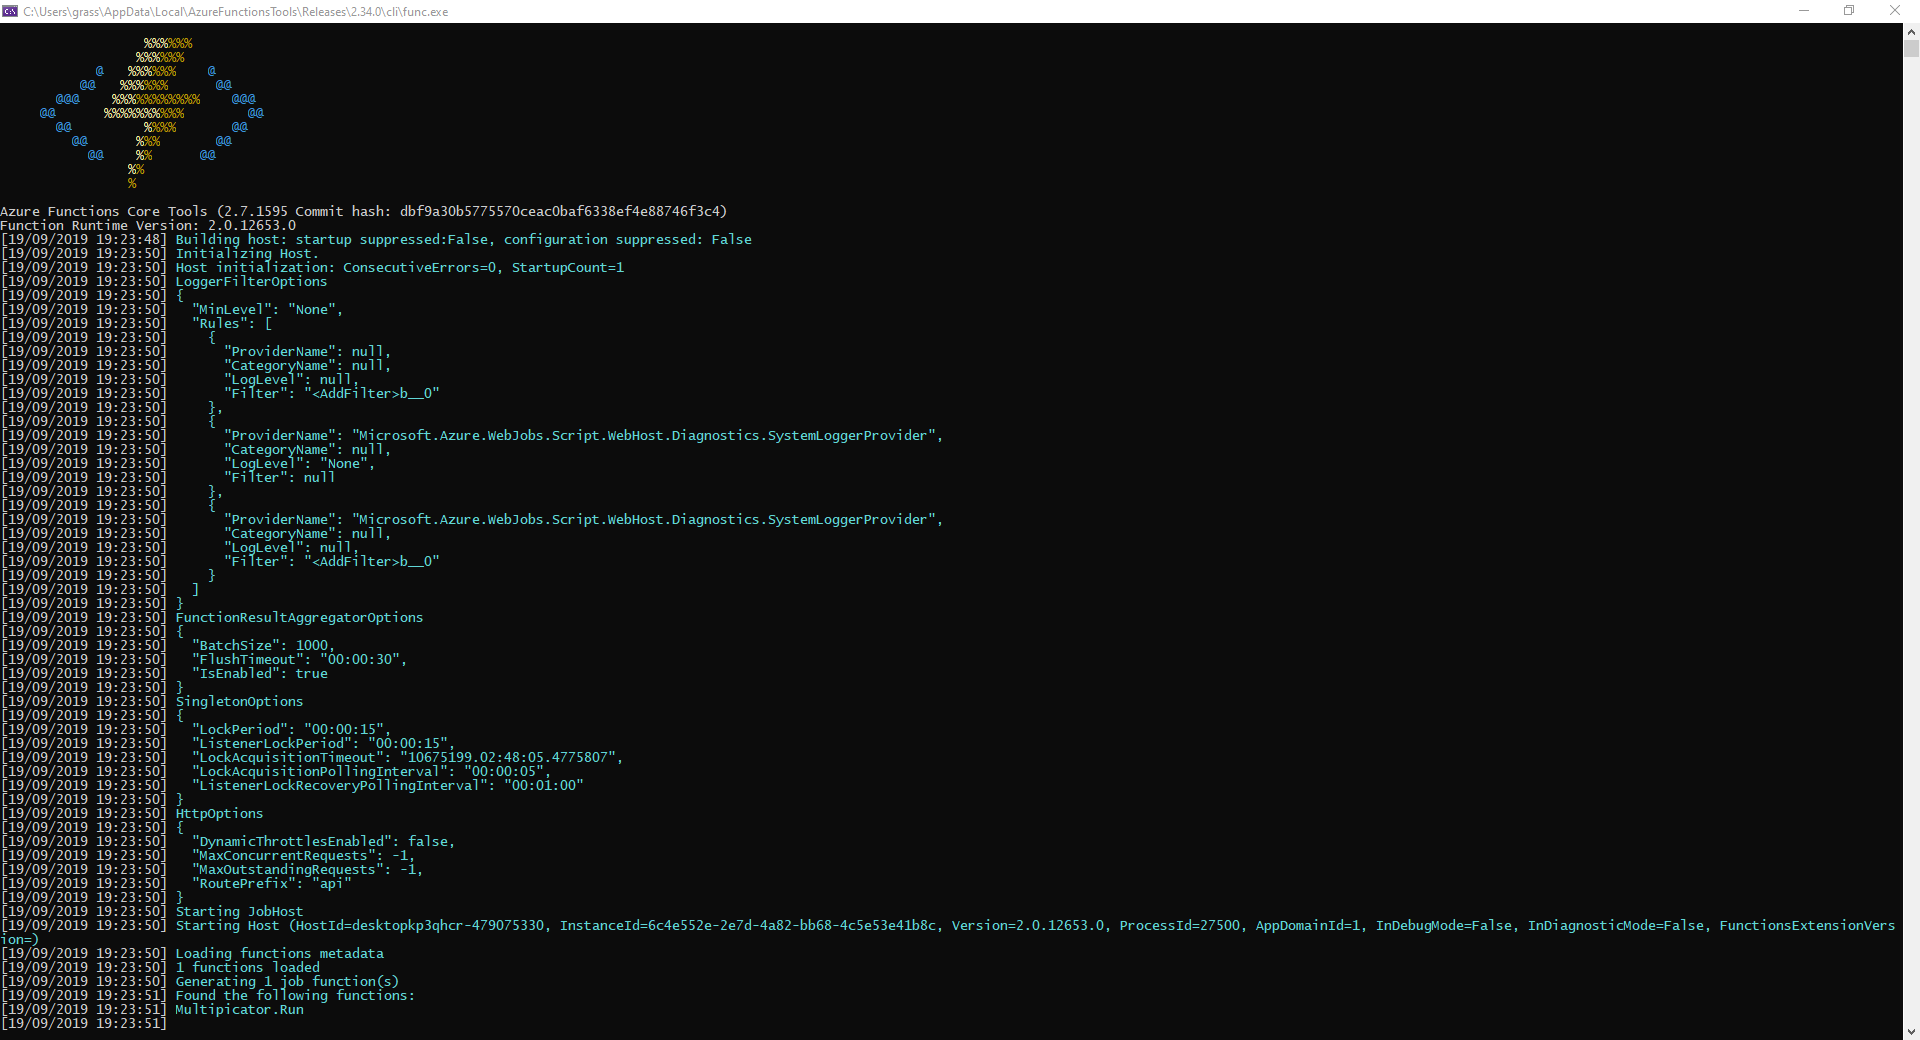 C:\Users\grass\AppData\Local\AzureFunctionsTools\Releases\2.34.0\cli\func.exe
%%%%%%
%%%%%%
@ %%%%%% @
@@ %%%%%% @@
@@@ %%%%%%%%%%% @@@
@@ %%%%%%%%%% @@
@@ %%%% @@
@@ %%% @@
@@ %% @@
%%
%
Azure Functions Core Tools (2.7.1595 Commit hash: dbf9a30b5775570ceac0baf6338ef4e88746f3c4)
Function Runtime Version: 2.0.12653.0
[19/09/2019 19:23:48] Building host: startup suppressed:False, configuration suppressed: False
[19/09/2019 19:23:50] Initializing Host.
[19/09/2019 19:23:50] Host initialization: ConsecutiveErrors=0, StartupCount=1
[19/09/2019 19:23:50] LoggerFilterOptions
[19/09/2019 19:23:50] {
[19/09/2019 19:23:50]   "MinLevel": "None",
[19/09/2019 19:23:50]   "Rules": [
[19/09/2019 19:23:50]     {
[19/09/2019 19:23:50]       "ProviderName": null,
[19/09/2019 19:23:50]       "CategoryName": null,
[19/09/2019 19:23:50]       "LogLevel": null,
[19/09/2019 19:23:50]       "Filter": "<AddFilter>b__0"
[19/09/2019 19:23:50]     },
[19/09/2019 19:23:50]     {
[19/09/2019 19:23:50]       "ProviderName": "Microsoft.Azure.WebJobs.Script.WebHost.Diagnostics.SystemLoggerProvider",
[19/09/2019 19:23:50]       "CategoryName": null,
[19/09/2019 19:23:50]       "LogLevel": "None",
[19/09/2019 19:23:50]       "Filter": null
[19/09/2019 19:23:50]     },
[19/09/2019 19:23:50]     {
[19/09/2019 19:23:50]       "ProviderName": "Microsoft.Azure.WebJobs.Script.WebHost.Diagnostics.SystemLoggerProvider",
[19/09/2019 19:23:50]       "CategoryName": null,
[19/09/2019 19:23:50]       "LogLevel": null,
[19/09/2019 19:23:50]       "Filter": "<AddFilter>b__0"
[19/09/2019 19:23:50]     }
[19/09/2019 19:23:50]   ]
[19/09/2019 19:23:50] }
[19/09/2019 19:23:50] FunctionResultAggregatorOptions
[19/09/2019 19:23:50] {
[19/09/2019 19:23:50]   "BatchSize": 1000,
[19/09/2019 19:23:50]   "FlushTimeout": "00:00:30",
[19/09/2019 19:23:50]   "IsEnabled": true
[19/09/2019 19:23:50] }
[19/09/2019 19:23:50] SingletonOptions
[19/09/2019 19:23:50] {
[19/09/2019 19:23:50]   "LockPeriod": "00:00:15",
[19/09/2019 19:23:50]   "ListenerLockPeriod": "00:00:15",
[19/09/2019 19:23:50]   "LockAcquisitionTimeout": "10675199.02:48:05.4775807",
[19/09/2019 19:23:50]   "LockAcquisitionPollingInterval": "00:00:05",
[19/09/2019 19:23:50]   "ListenerLockRecoveryPollingInterval": "00:01:00"
[19/09/2019 19:23:50] }
[19/09/2019 19:23:50] HttpOptions
[19/09/2019 19:23:50] {
[19/09/2019 19:23:50]   "DynamicThrottlesEnabled": false,
[19/09/2019 19:23:50]   "MaxConcurrentRequests": -1,
[19/09/2019 19:23:50]   "MaxOutstandingRequests": -1,
[19/09/2019 19:23:50]   "RoutePrefix": "api"
[19/09/2019 19:23:50] }
[19/09/2019 19:23:50] Starting JobHost
[19/09/2019 19:23:50] Starting Host (HostId=desktopkp3qhcr-479075330, InstanceId=6c4e552e-2e7d-4a82-bb68-4c5e53e41b8c, Version=2.0.12653.0, ProcessId=27500, AppDomainId=1, InDebugMode=False, InDiagnosticMode=False, FunctionsExtensionVers
ion=)
[19/09/2019 19:23:50] Loading functions metadata
[19/09/2019 19:23:50] 1 functions loaded
[19/09/2019 19:23:50] Generating 1 job function(s)
[19/09/2019 19:23:51] Found the following functions:
[19/09/2019 19:23:51] Multipicator.Run
[19/09/2019 19:23:51]